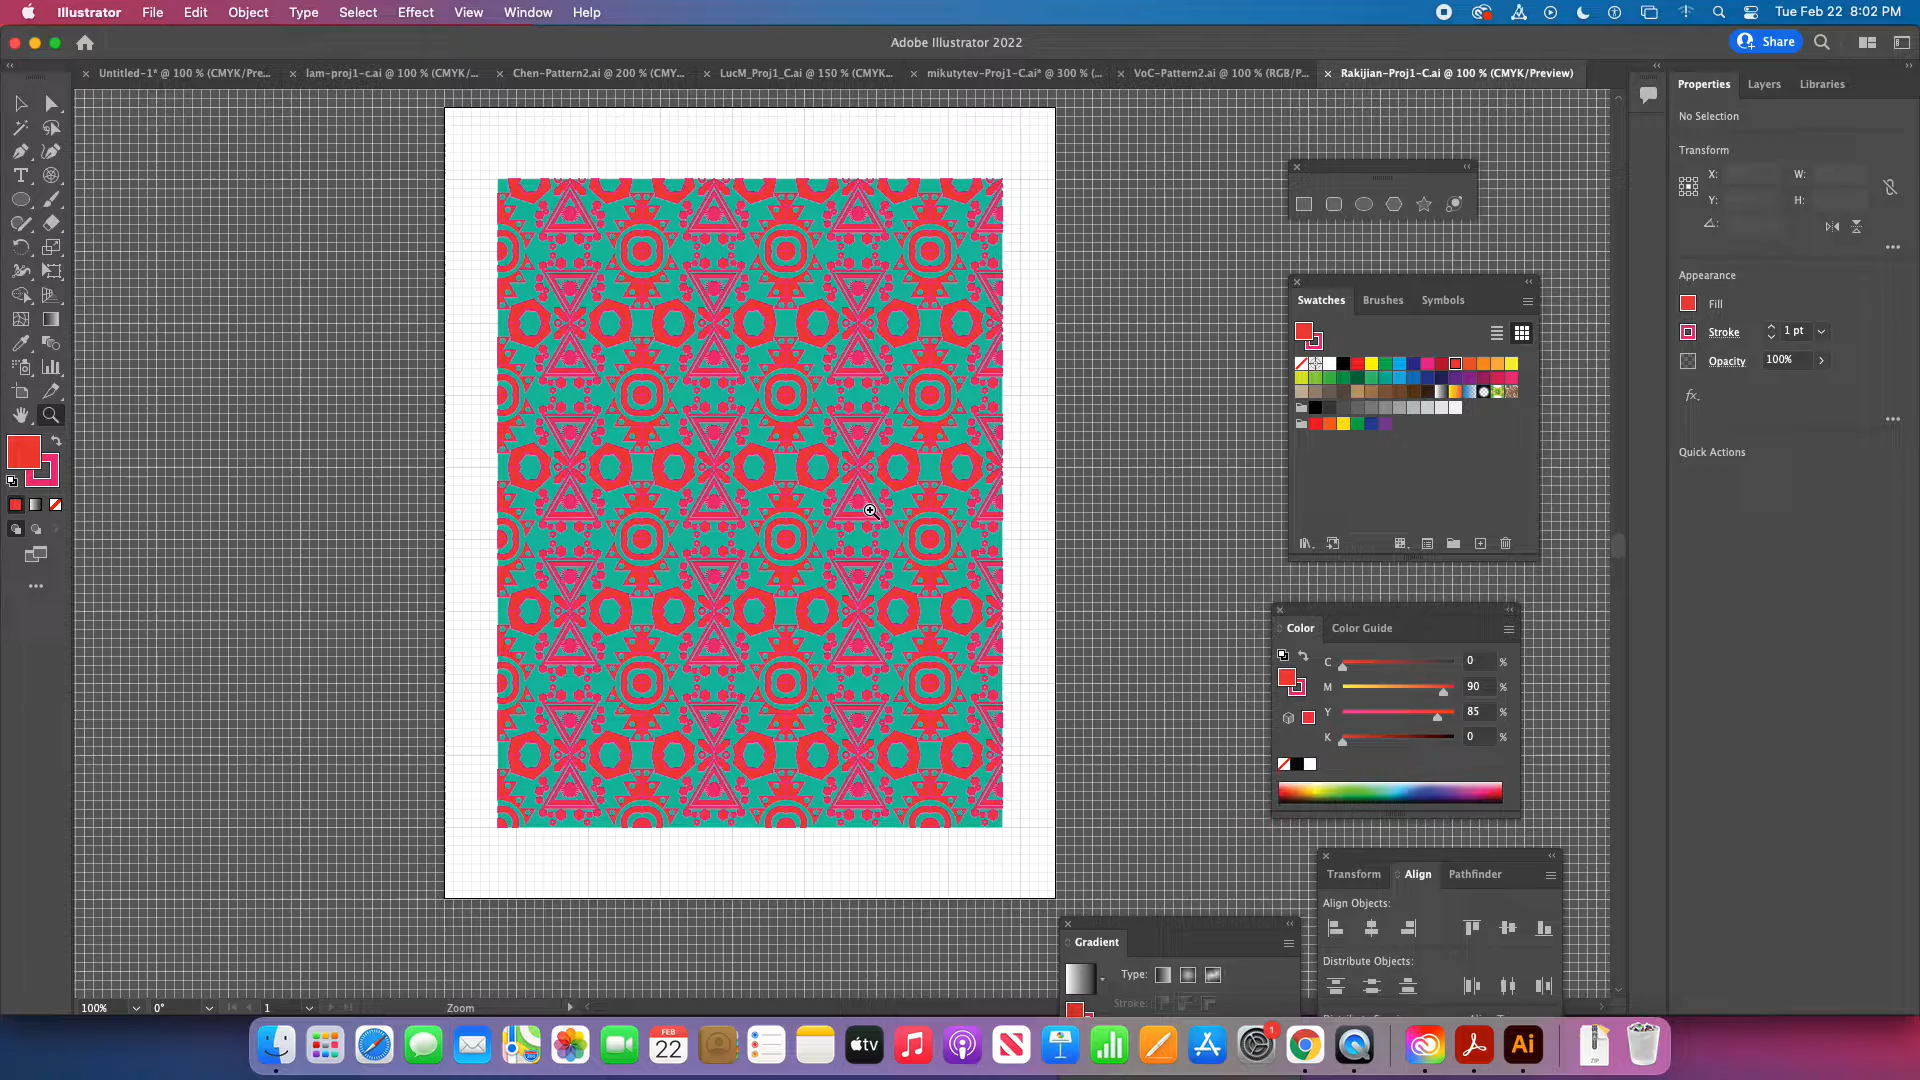 Illustrator File Edit Object Type Select Effect View Window Help Tue Feb 22 8:02 PM
Adobe Illustrator 2022
Share
Untitled-1* @ 100 % (CMYK/Pre...
lam-proj1-c.ai @ 100 % (CMYK/...
Chen-Pattern2.ai @ 200 % (CMY...
LucM_Proj1_C.ai @ 150 % (CMYK...
mikutytev-Proj1-C.ai* @ 300 % (...
VoC-Pattern2.ai @ 100 % (RGB/P...
Rakijian-Proj1-C.ai @ 100 % (CMYK/Preview)
Properties Layers Libraries
No Selection
Transform
X: W:
Y: H:
Appearance
Fill
Stroke 1 pt
Opacity 100%
fx.
Quick Actions
Swatches Brushes Symbols
Color Color Guide
C 0 %
M 90 %
Y 85 %
K 0 %
Transform Align Pathfinder
Align Objects:
Distribute Objects:
Gradient
Type:
Stroke:
100% 0° 1 Zoom
FEB
22
tv
1
Ai
ZIP